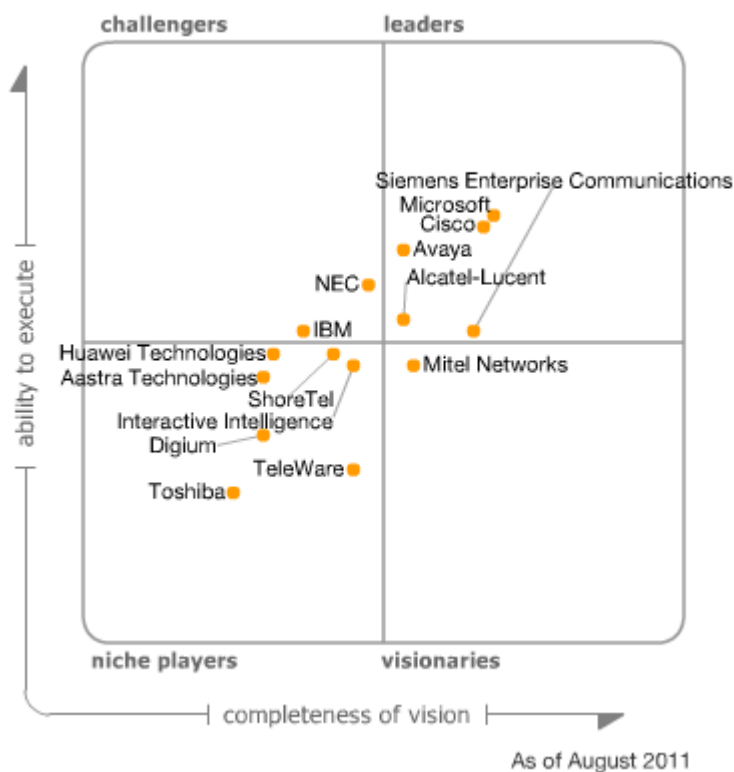 challengers
leaders
Siemens Enterprise Communications
Microsoft
Cisco
Avaya
Alcatel-Lucent
NEC
IBM
Huawei Technologies
Mitel Networks
Aastra Technologies
ShoreTel
Interactive Intelligence
Digium
TeleWare
Toshiba
ability to execute
niche players
visionaries
completeness of vision
As of August 2011